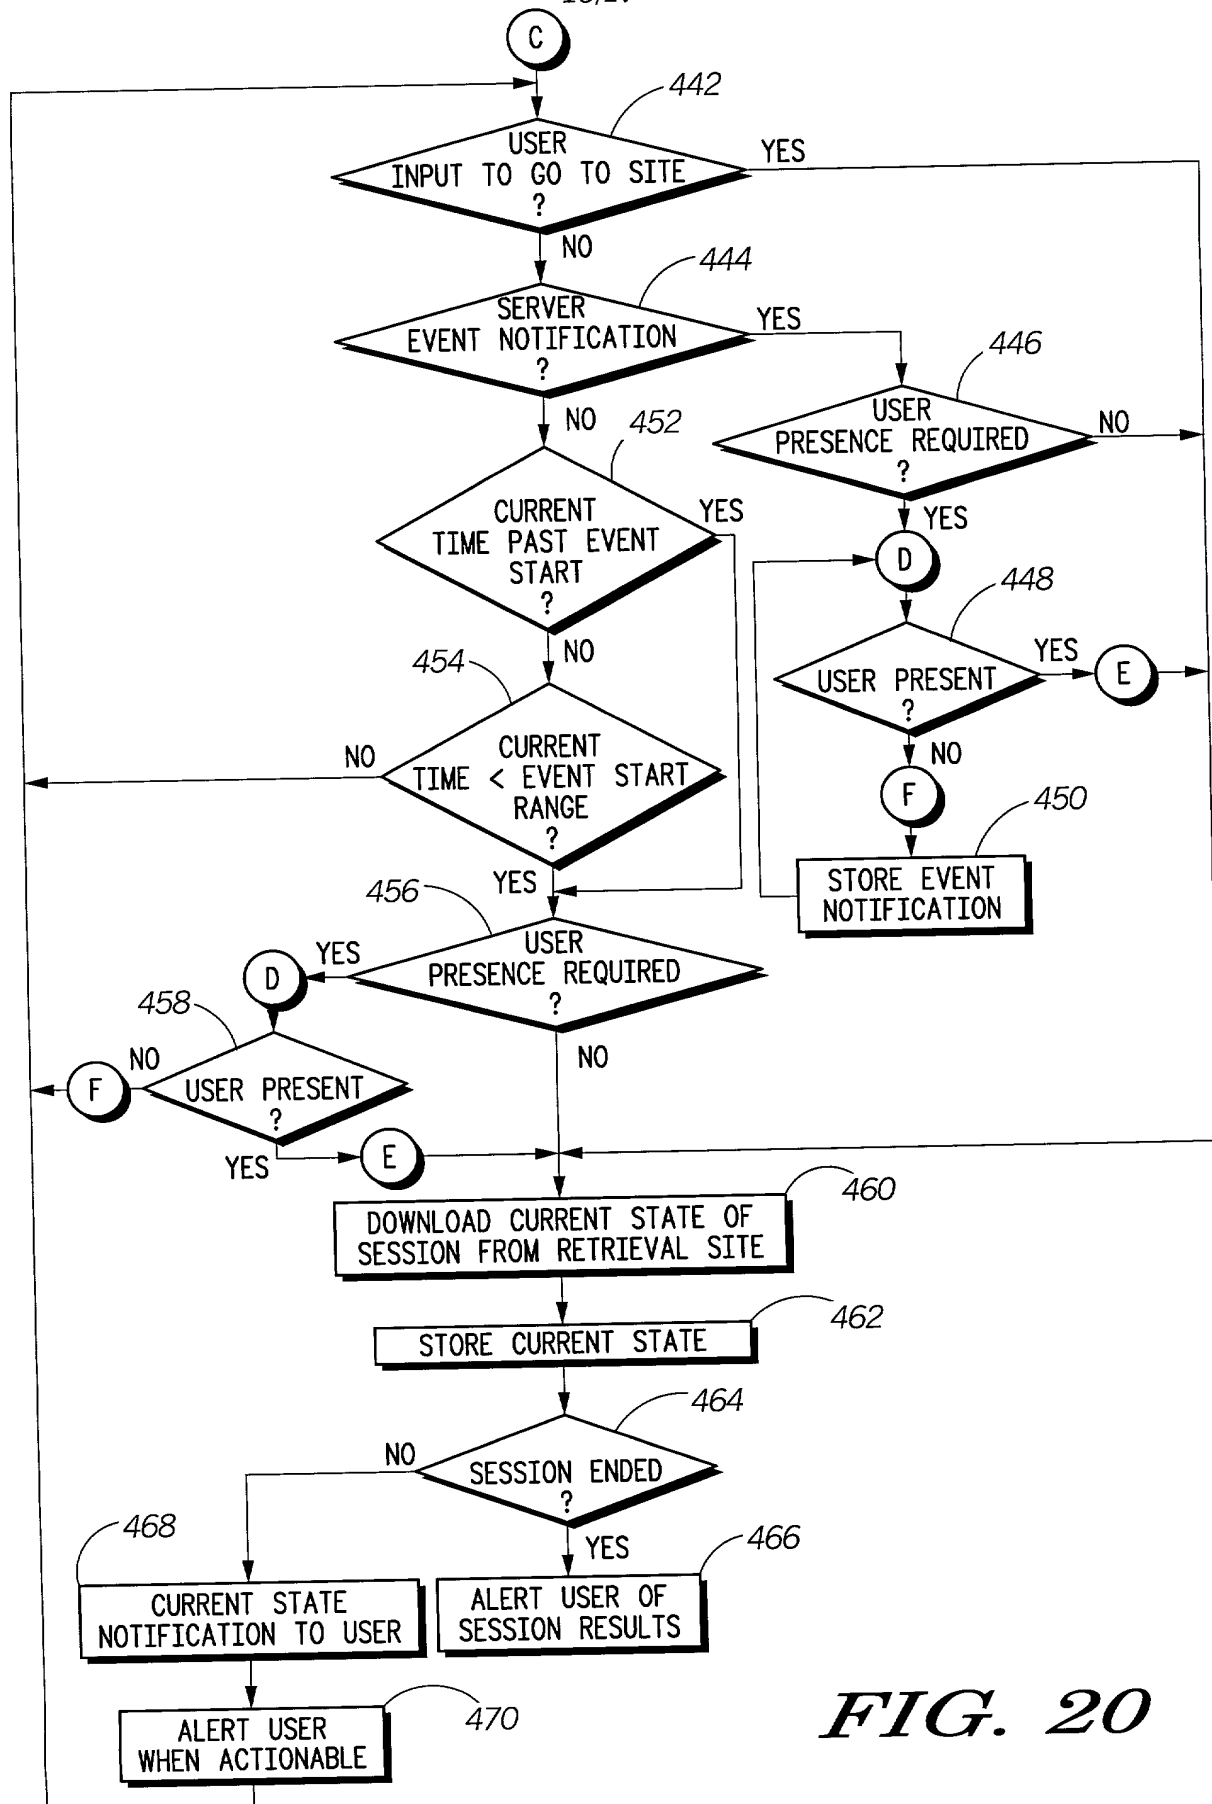 C
442
USER
INPUT TO GO TO SITE
?
YES
NO
444
SERVER
EVENT NOTIFICATION
?
YES
NO
446
USER
PRESENCE REQUIRED
?
NO
YES
452
CURRENT
TIME PAST EVENT
START
?
YES
NO
D
448
USER PRESENT
?
YES
E
NO
F
450
STORE EVENT
NOTIFICATION
454
CURRENT
TIME < EVENT START
RANGE
?
NO
YES
456
USER
PRESENCE REQUIRED
?
YES
NO
D
458
USER PRESENT
?
NO
F
YES
E
460
DOWNLOAD CURRENT STATE OF
SESSION FROM RETRIEVAL SITE
462
STORE CURRENT STATE
464
SESSION ENDED
?
NO
YES
468
CURRENT STATE
NOTIFICATION TO USER
466
ALERT USER OF
SESSION RESULTS
470
ALERT USER
WHEN ACTIONABLE
FIG. 20